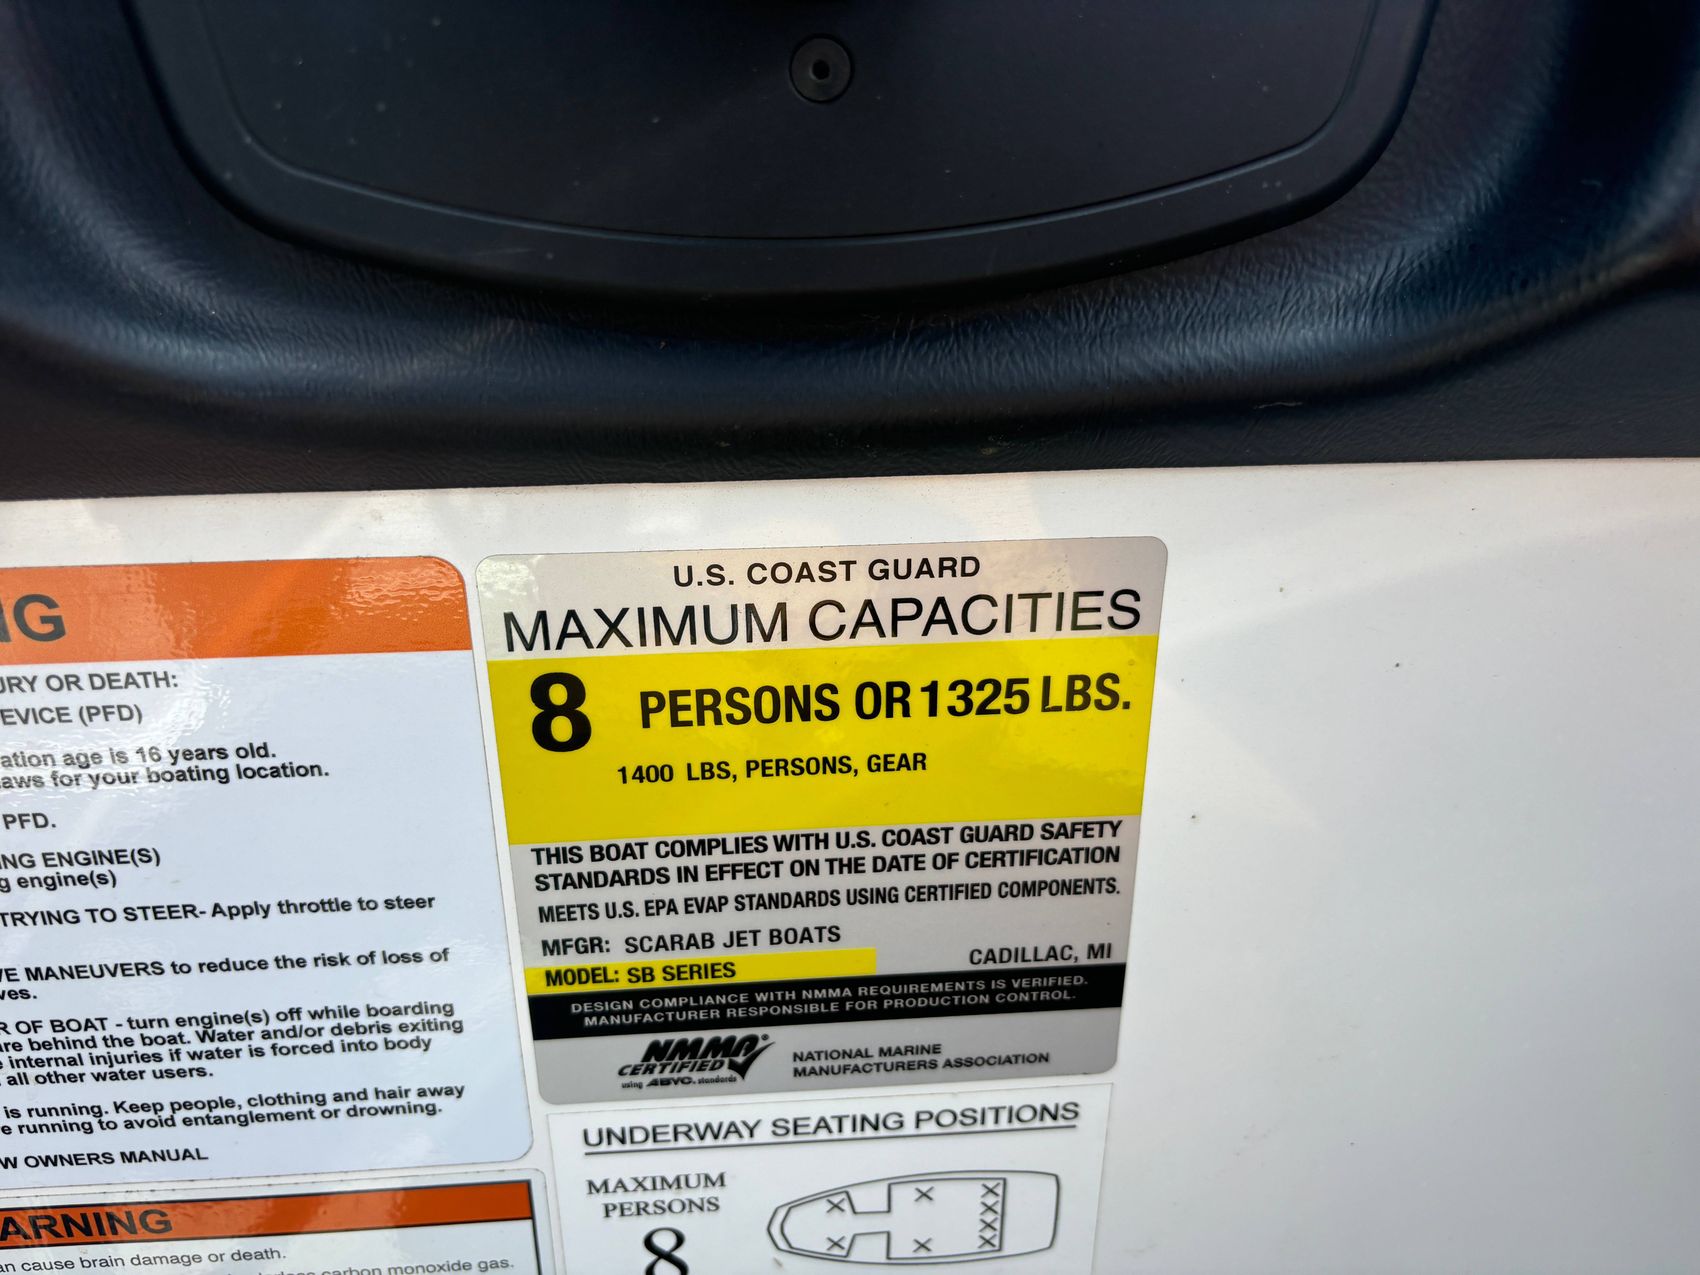 NG
URY OR DEATH:
EVICE (PFD)
ation age is 16 years old.
aws for your boating location.
PFD.
NG ENGINE(S)
g engine(s)
TRYING TO STEER- Apply throttle to steer
VE MANEUVERS to reduce the risk of loss of
ves.
R OF BOAT - turn engine(s) off while boarding
are behind the boat. Water and/or debris exiting
e internal injuries if water is forced into body
all other water users.
is running. Keep people, clothing and hair away
e running to avoid entanglement or drowning.
W OWNERS MANUAL
ARNING
an cause brain damage or death.
carbon monoxide gas.
U.S. COAST GUARD
MAXIMUM CAPACITIES
8 PERSONS OR 1325 LBS.
1400 LBS, PERSONS, GEAR
THIS BOAT COMPLIES WITH U.S. COAST GUARD SAFETY
STANDARDS IN EFFECT ON THE DATE OF CERTIFICATION
MEETS U.S. EPA EVAP STANDARDS USING CERTIFIED COMPONENTS.
MFGR: SCARAB JET BOATS
CADILLAC, MI
MODEL: SB SERIES
DESIGN COMPLIANCE WITH NMMA REQUIREMENTS IS VERIFIED.
MANUFACTURER RESPONSIBLE FOR PRODUCTION CONTROL.
NMMA®
CERTIFIED
using ABYC. standards
NATIONAL MARINE
MANUFACTURERS ASSOCIATION
UNDERWAY SEATING POSITIONS
MAXIMUM
PERSONS
8